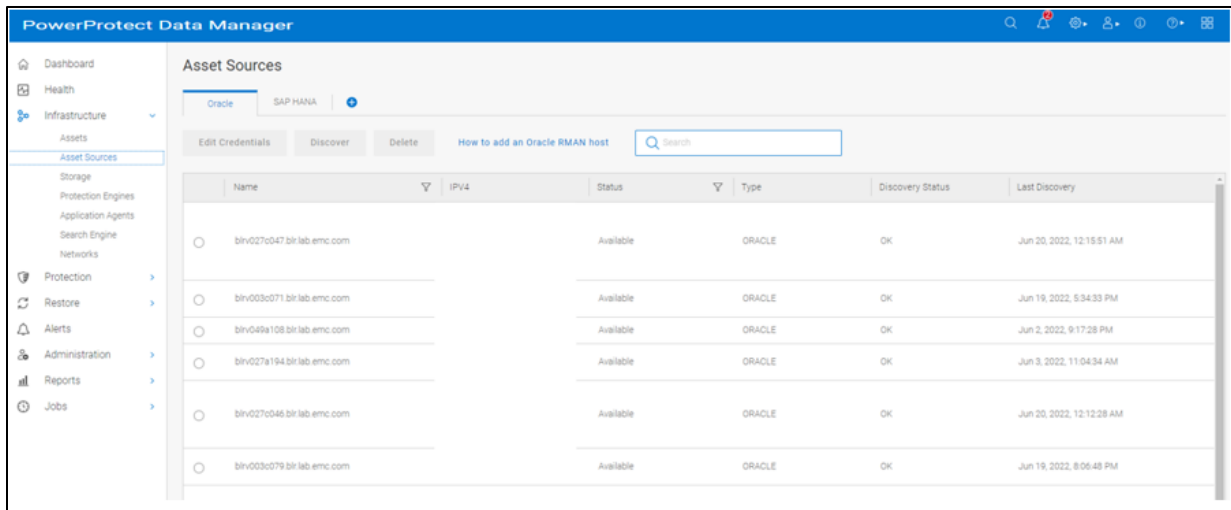 PowerProtect Data Manager
2
Dashboard
Health
Infrastructure
Assets
Asset Sources
Storage
Protection Engines
Application Agents
Search Engine
Networks
Protection
Restore
Alerts
Administration
Reports
Jobs
Asset Sources
Oracle SAP HANA
Edit Credentials Discover Delete How to add an Oracle RMAN host Search
Name IPV4 Status Type Discovery Status Last Discovery
blrv027c047.blr.lab.emc.com Available ORACLE OK Jun 20, 2022, 12:15:51 AM
blrv003c071.blr.lab.emc.com Available ORACLE OK Jun 19, 2022, 5:34:33 PM
blrv049a108.blr.lab.emc.com Available ORACLE OK Jun 2, 2022, 9:17:28 PM
blrv027a194.blr.lab.emc.com Available ORACLE OK Jun 3, 2022, 11:04:34 AM
blrv027c046.blr.lab.emc.com Available ORACLE OK Jun 20, 2022, 12:12:28 AM
blrv003c079.blr.lab.emc.com Available ORACLE OK Jun 19, 2022, 8:06:48 PM